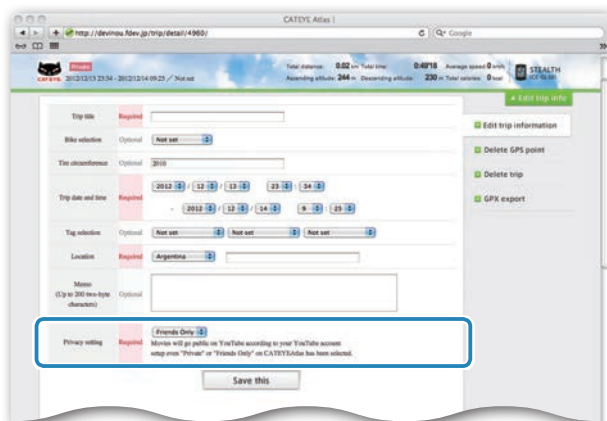 CATEYE Atlas |
http://devinou.fdev.jp/trip/detail/4960/
Google
Private
Total distance: 0.02 km Total time: 0:49'18 Average speed 0 km/h
STEALTH
CATEYE 2012/12/13 23:34 - 2012/12/14 09:25 / Not set
Ascending altitude: 244 m Descending altitude: 230 m Total calories: 0 kcal
Edit trip info
Trip title Required
Edit trip information
Bike selection Optional Not set
Delete GPS point
Tire circumference Optional 2010
Delete trip
Trip date and time Required 2012 / 12 / 13 23 : 34
GPX export
- 2012 / 12 / 14 9 : 25
Tag selection Optional Not set Not set Not set
Location Required Argentina
Memo
(Up to 200 two-byte Optional
characters)
Privacy setting Required Friends Only
Movies will go public on YouTube according to your YouTube account
setup even "Private" or "Friends Only" on CATEYEAtlas has been selected.
Save this